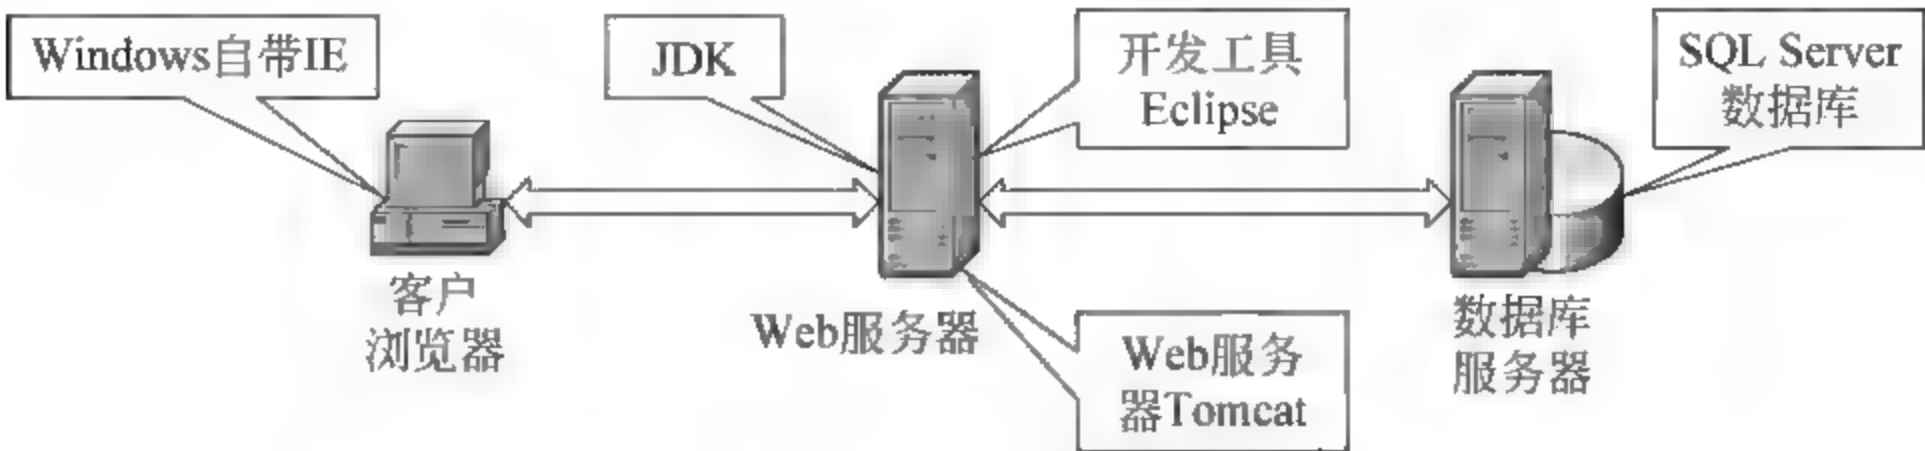 Windows自带IE
JDK
开发工具
Eclipse
SQL Server
数据库
客户
浏览器
Web服务器
Web服务
器Tomcat
数据库
服务器